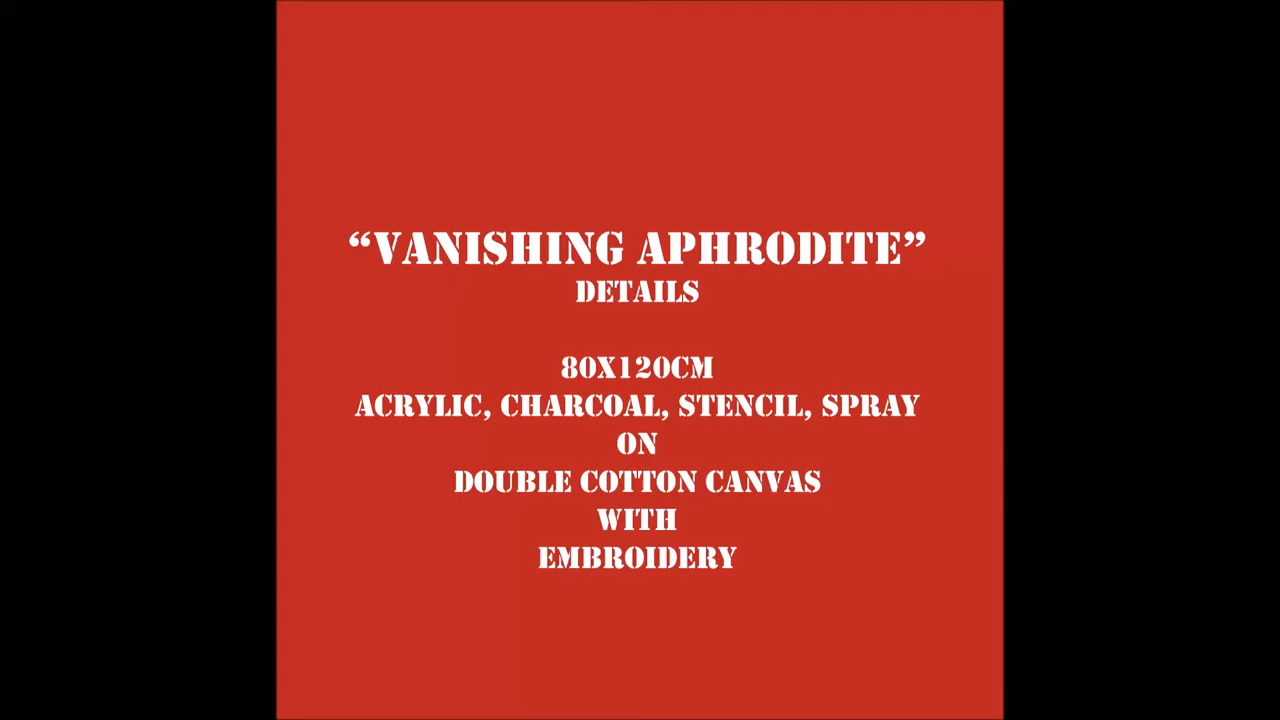 “VANISHING APHRODITE”
DETAILS
80X120CM
ACRYLIC, CHARCOAL, STENCIL, SPRAY
ON
DOUBLE COTTON CANVAS
WITH
EMBROIDERY